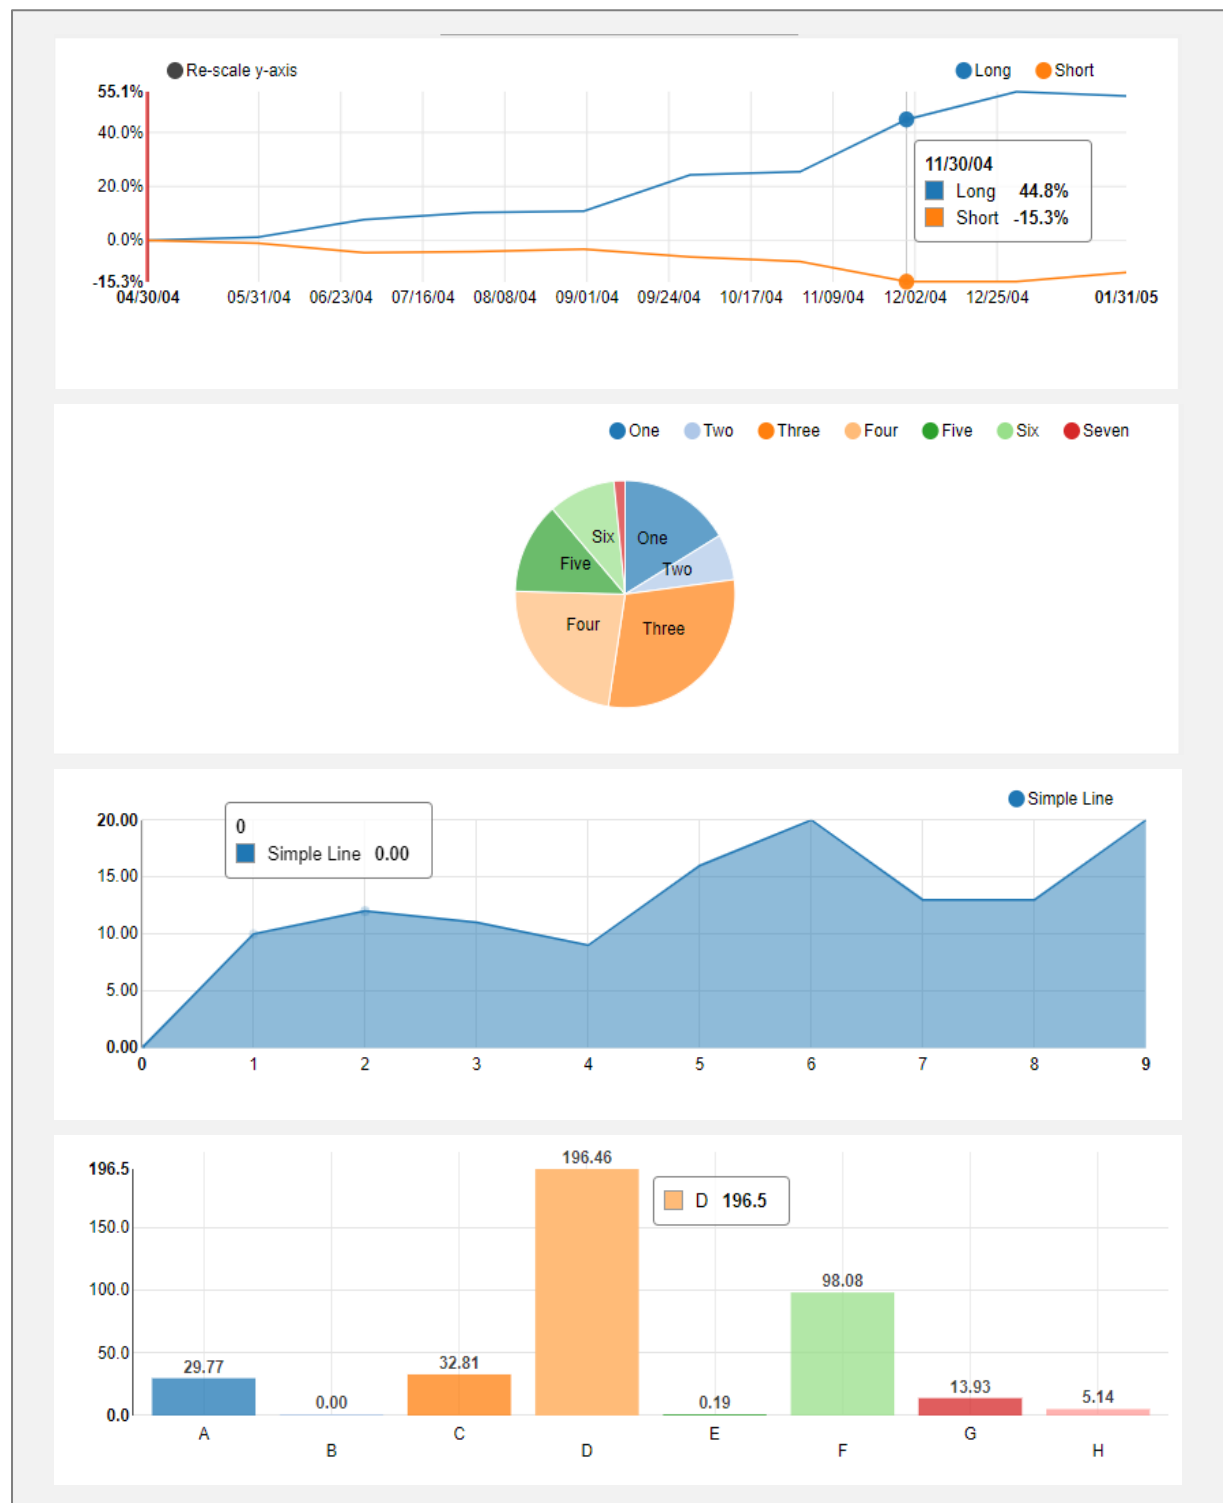 Re-scale y-axis Long Short
55.1%
40.0%
11/30/04
20.0%
Long 44.8%
Short -15.3%
0.0%
-15.3%
04/30/04 05/31/04 06/23/04 07/16/04 08/08/04 09/01/04 09/24/04 10/17/04 11/09/04 12/02/04 12/25/04 01/31/05
One Two Three Four Five Six Seven
Six One
Five Two
Four Three
Simple Line
20.00
0
Simple Line 0.00
15.00
10.00
5.00
0.00
0 1 2 3 4 5 6 7 8 9
196.46
196.5
D 196.5
150.0
98.08
100.0
50.0
29.77 32.81
13.93
0.00 0.19 5.14
0.0
A C E G
B D F H